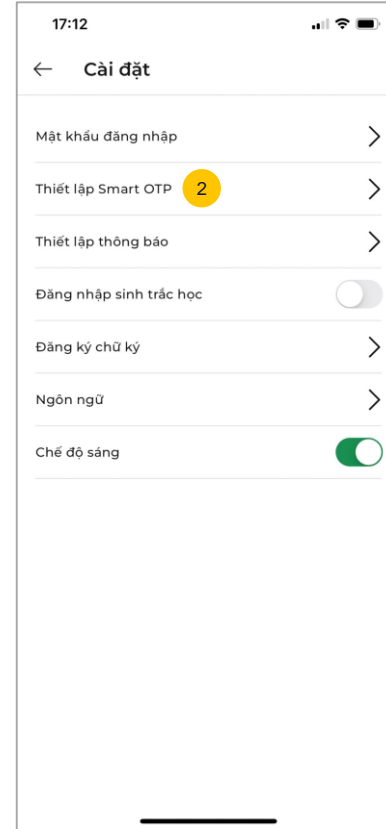 17:12
Cài đặt
Mật khẩu đăng nhập
Thiết lập Smart OTP 2
Thiết lập thông báo
Đăng nhập sinh trắc học
Đăng ký chữ ký
Ngôn ngữ
Chế độ sáng